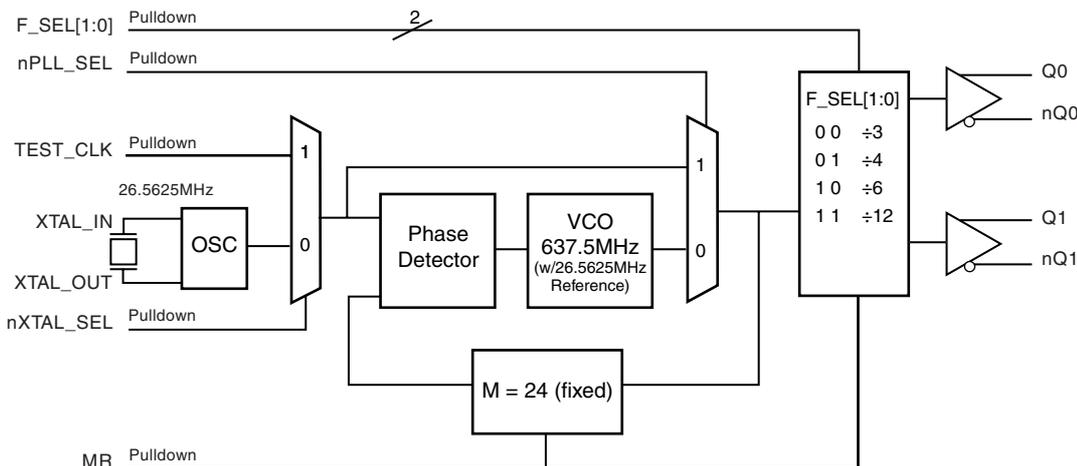 F_SEL[1:0] Pulldown 2
nPLL_SEL Pulldown
TEST_CLK Pulldown
26.5625MHz
XTAL_IN
OSC
XTAL_OUT
nXTAL_SEL Pulldown
1
0
Phase
Detector
VCO
637.5MHz
(w/26.5625MHz
Reference)
1
0
M = 24 (fixed)
F_SEL[1:0]
0 0 ÷3
0 1 ÷4
1 0 ÷6
1 1 ÷12
Q0
nQ0
Q1
nQ1
MR Pulldown